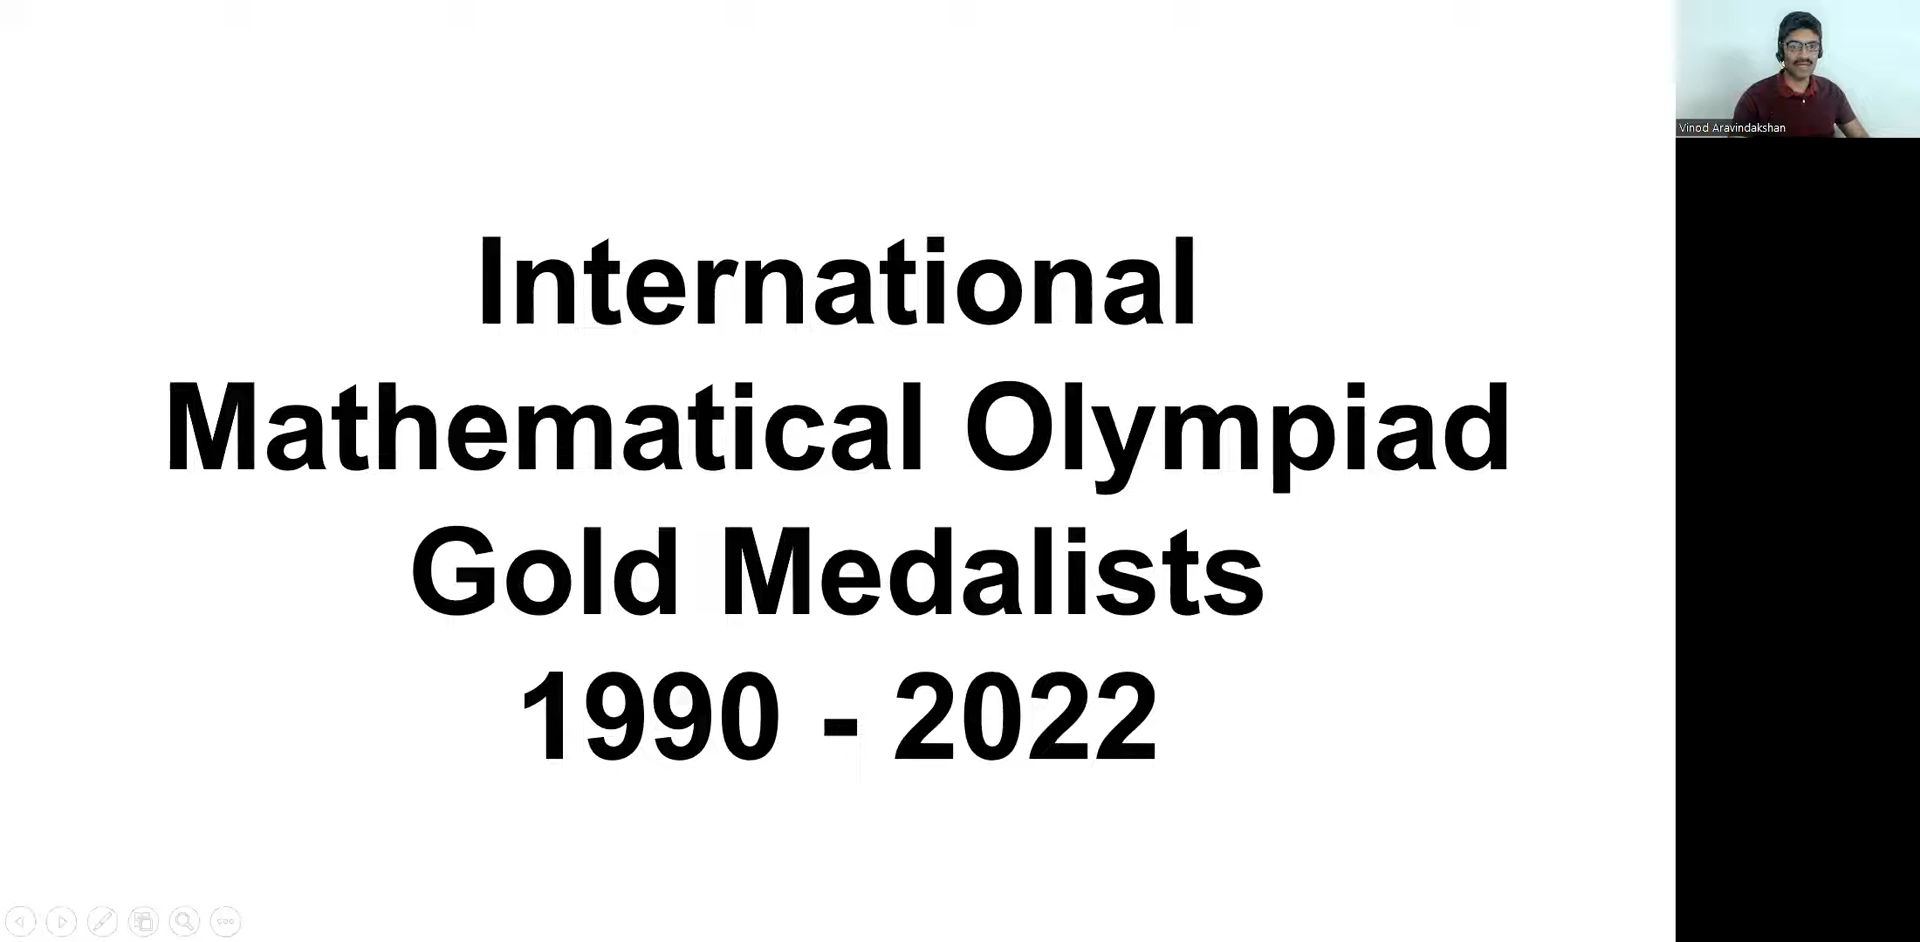 Vinod Aravindakshan
International
Mathematical Olympiad
Gold Medalists
1990 - 2022